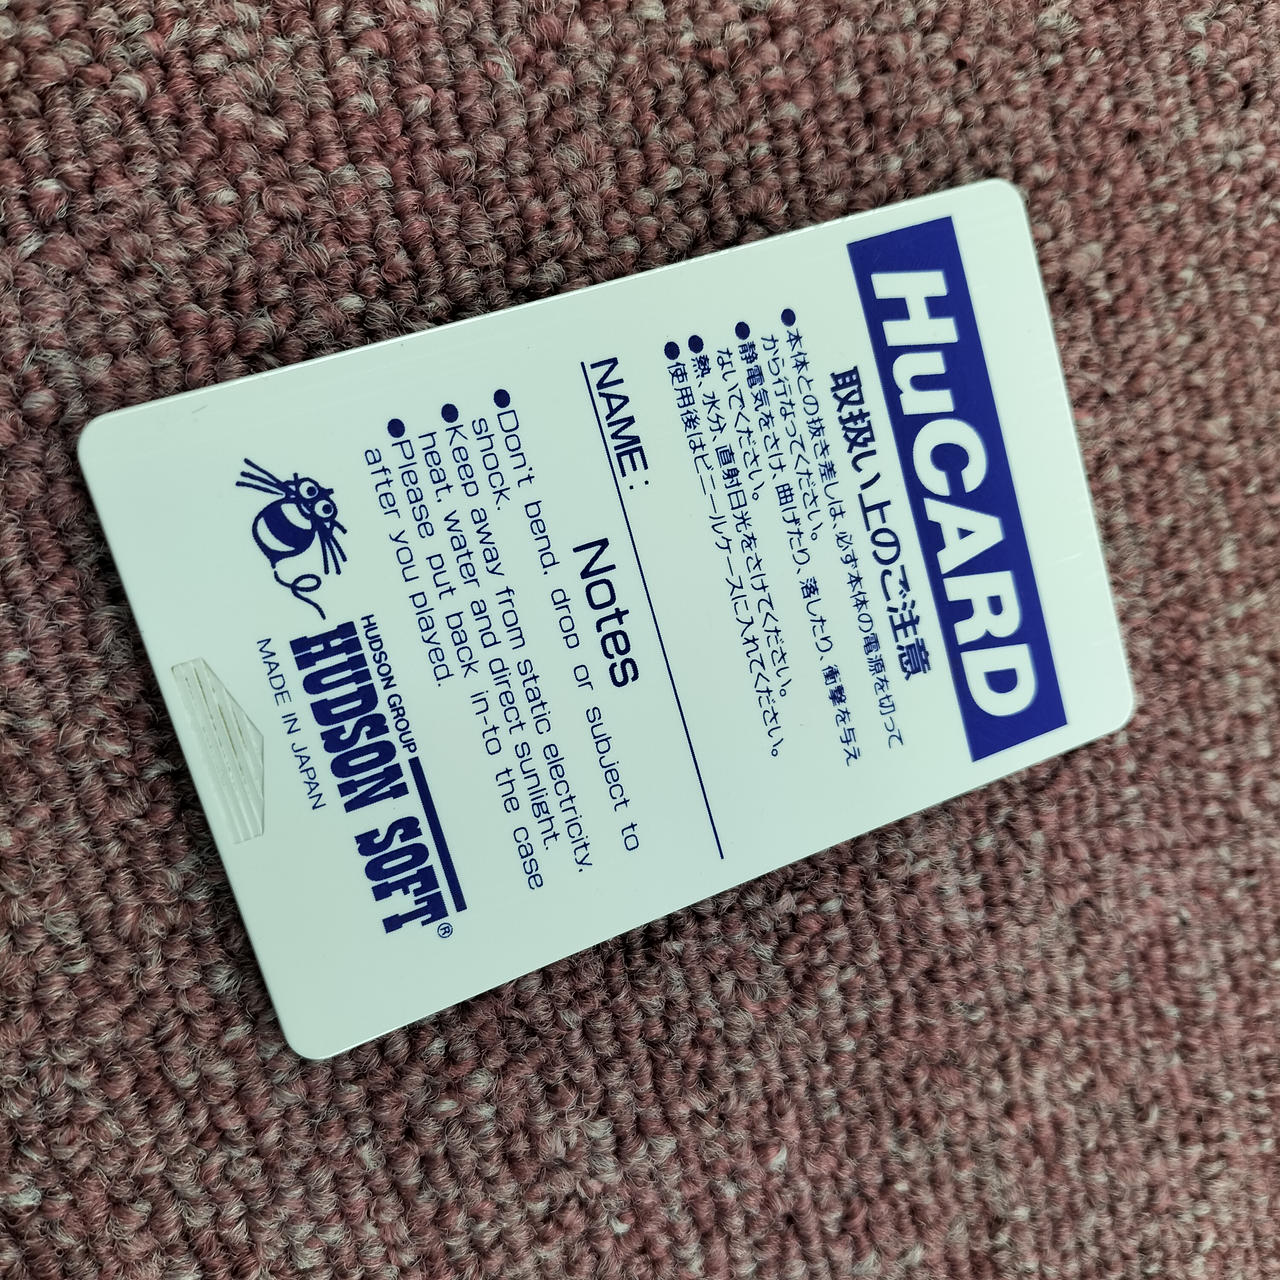 HuCARD
取扱い上のご注意
●本体との抜き差しは、必ず本体の電源を切って
から行なってください。
●静電気をさけ、曲げたり、落したり、衝撃を与え
ないでください。
●熱、水分、直射日光をさけてください。
●使用後はビニールケースに入れてください。
NAME:
Notes
●Don't bend, drop or subject to
shock.
●Keep away from static electricity,
heat, water and direct sunlight.
●Please put back in-to the case
after you played.
HUDSON GROUP
HUDSON SOFT®
MADE IN JAPAN